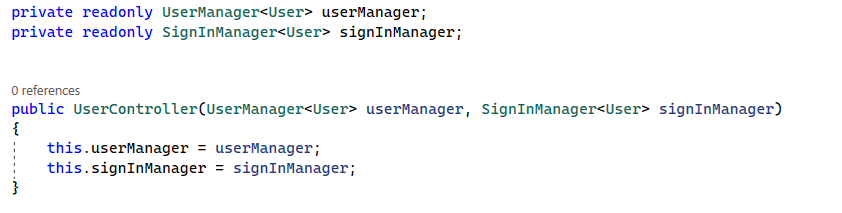 private readonly UserManager<User> userManager;
private readonly SignInManager<User> signInManager;
0 references
public UserController(UserManager<User> userManager, SignInManager<User> signInManager)
{
    this.userManager = userManager;
    this.signInManager = signInManager;
}